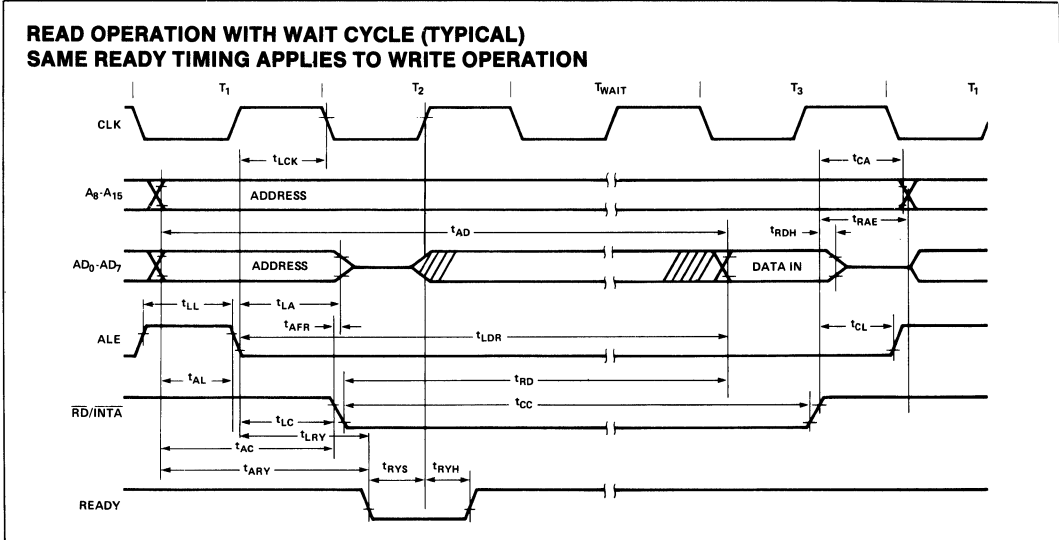 READ OPERATION WITH WAIT CYCLE (TYPICAL)
SAME READY TIMING APPLIES TO WRITE OPERATION
T1 T2 TWAIT T3 T1
CLK
tLCK tCA
A8-A15 ADDRESS
tRAE
tAD tRDH
AD0-AD7 ADDRESS DATA IN
tLL tLA
tAFR tCL
ALE tLDR
tAL tRD
tCC
RD/INTA
tLC
tLRY
tAC
tARY tRYS tRYH
READY